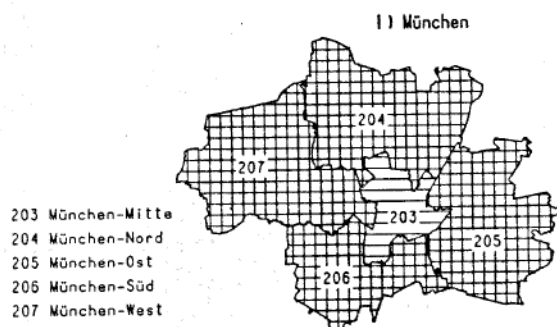 I) München
204
207
203
205
206
203 München-Mitte
204 München-Nord
205 München-Ost
206 München-Süd
207 München-West